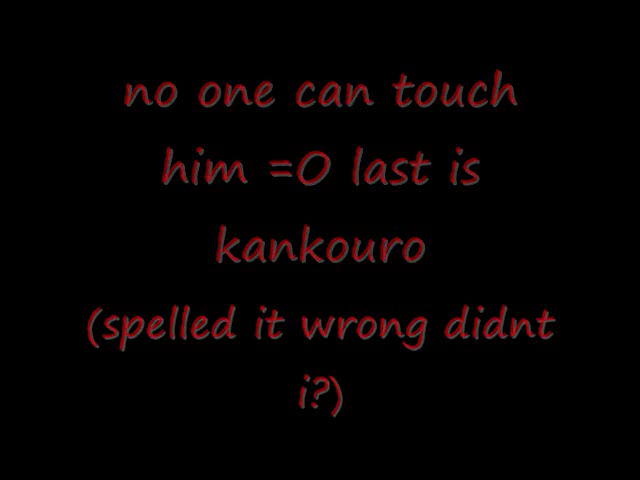 no one can touch
him =O last is
kankouro
(spelled it wrong didnt
i?)